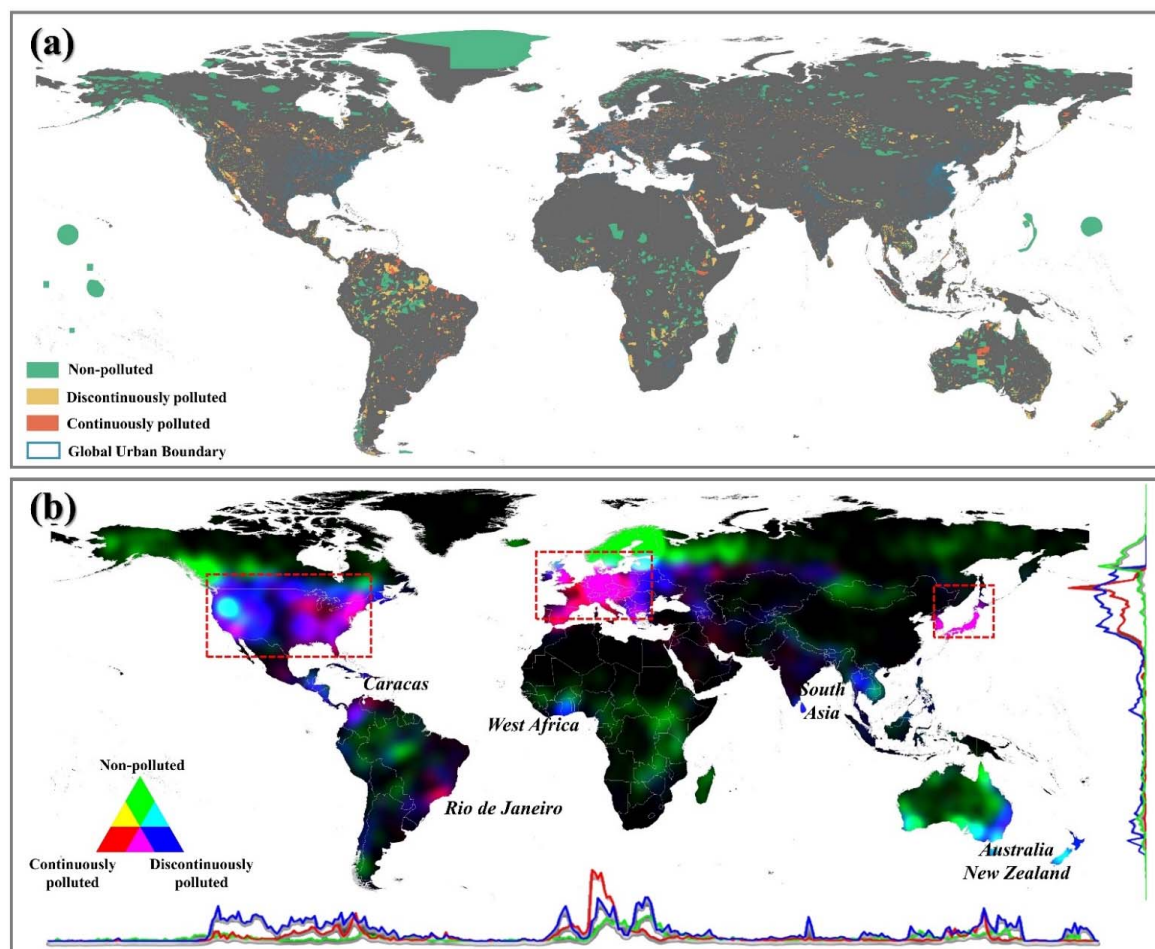 (a)
Non-polluted
Discontinuously polluted
Continuously polluted
Global Urban Boundary
(b)
Caracas
West Africa
South
Asia
Rio de Janeiro
Australia
New Zealand
Non-polluted
Continuously
polluted
Discontinuously
polluted